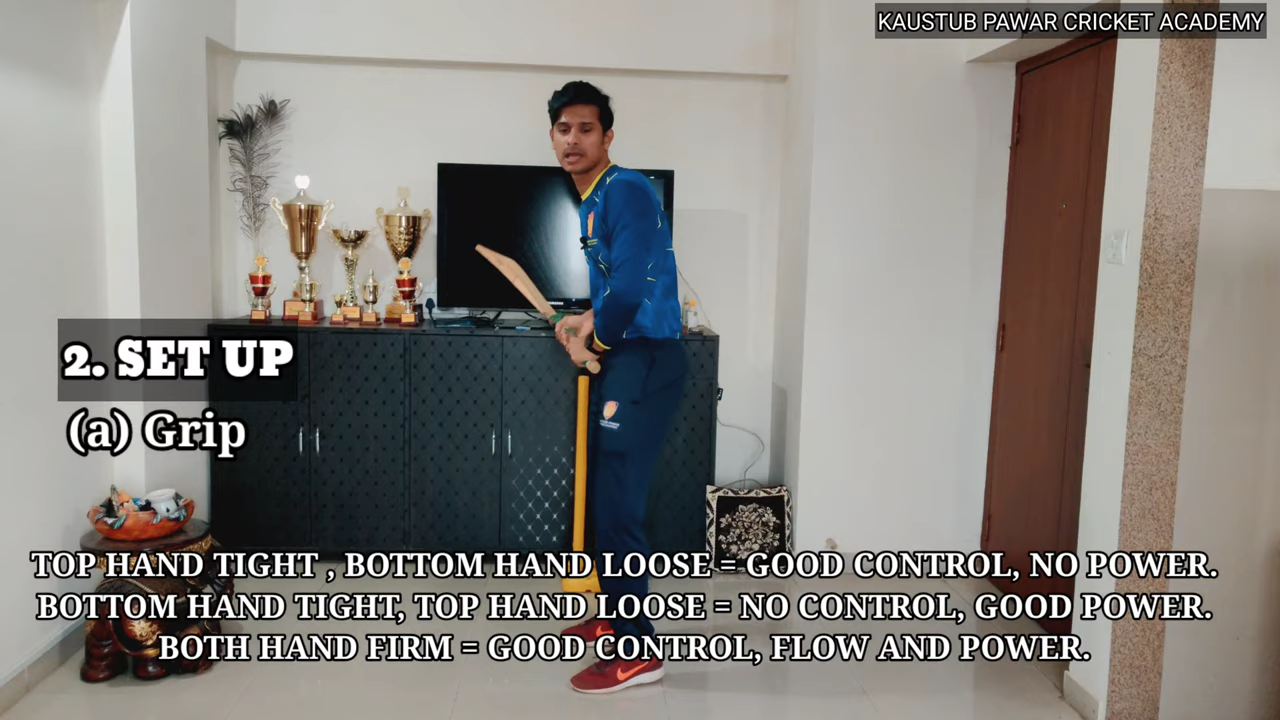 KAUSTUB PAWAR CRICKET ACADEMY
2. SET UP
(a) Grip
TOP HAND TIGHT , BOTTOM HAND LOOSE = GOOD CONTROL, NO POWER.
BOTTOM HAND TIGHT, TOP HAND LOOSE = NO CONTROL, GOOD POWER.
BOTH HAND FIRM = GOOD CONTROL, FLOW AND POWER.